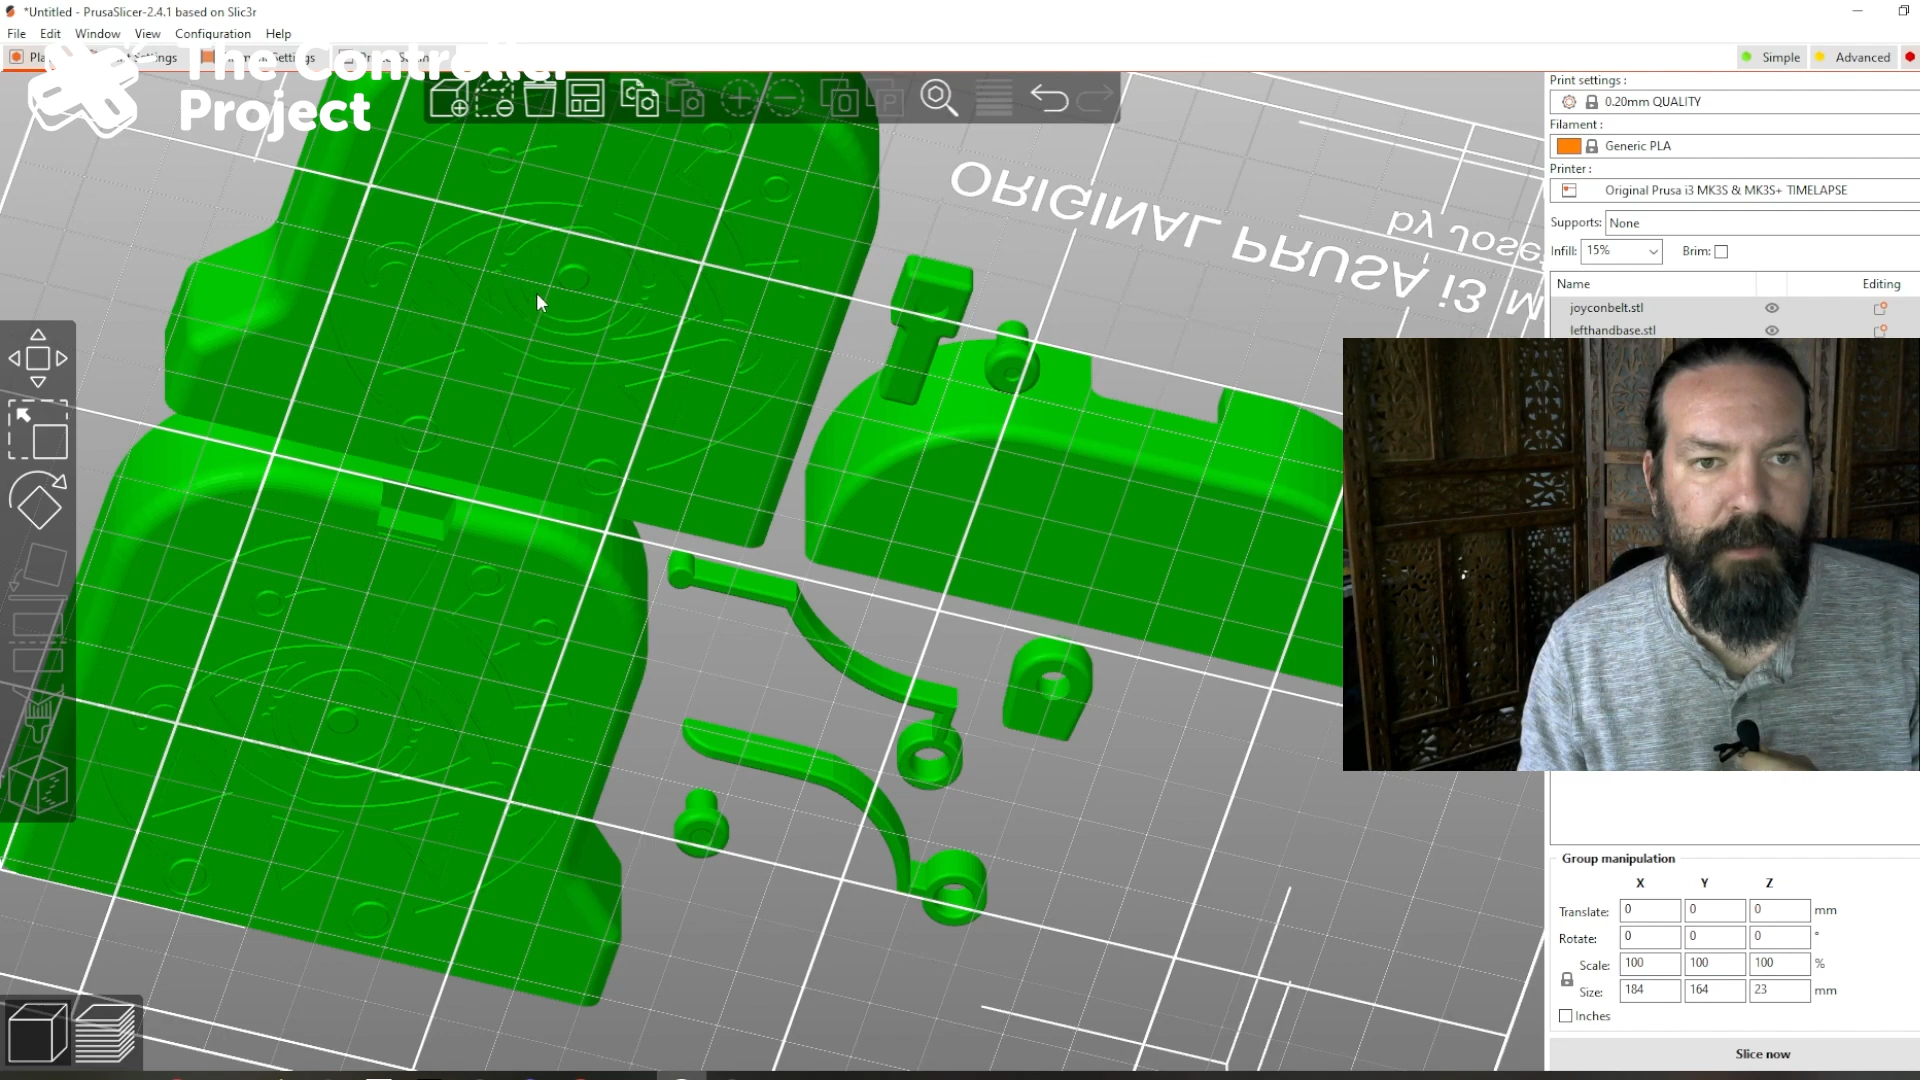 *Untitled - PrusaSlicer-2.4.1 based on Slic3r
File Edit Window View Configuration Help
The Controller
Project
Simple
Advanced
Print settings :
0.20mm QUALITY
Filament :
Generic PLA
Printer :
Original Prusa i3 MK3S & MK3S+ TIMELAPSE
Supports: None
Infill: 15% Brim:
Name Editing
joyconbelt.stl
lefthandbase.stl
ORIGINAL PRUSA i3
by
Group manipulation
X Y Z
Translate: 0 0 0 mm
Rotate: 0 0 0 °
Scale: 100 100 100 %
Size: 184 164 23 mm
Inches
Slice now